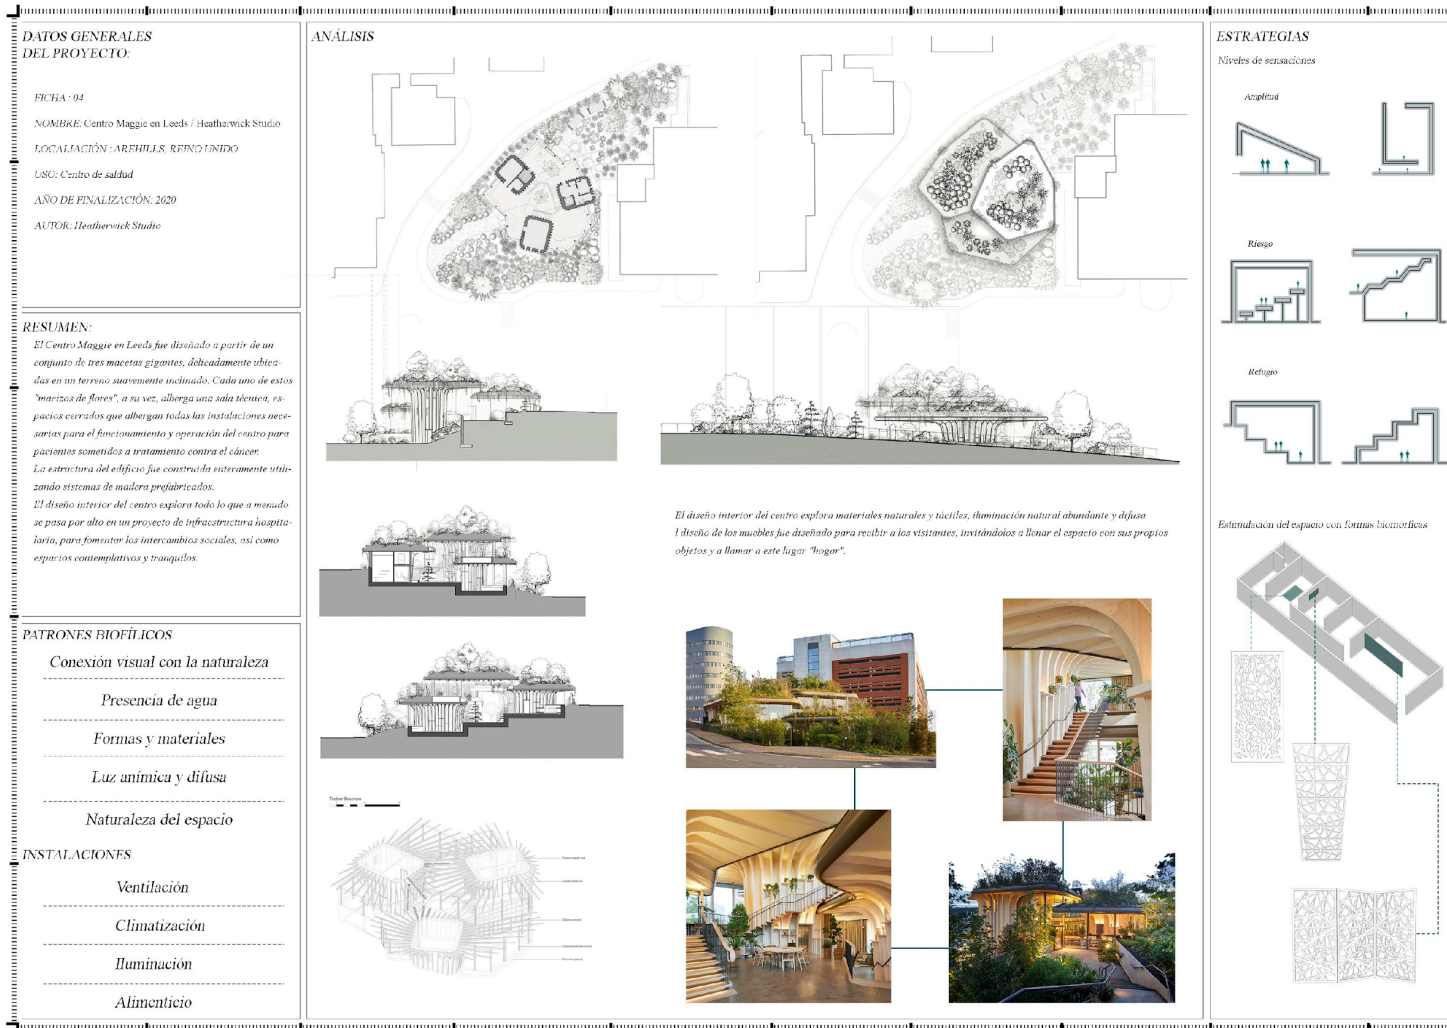 DATOS GENERALES
DEL PROYECTO:
FICHA : 04
NOMBRE: Centro Maggie en Leeds / Heatherwick Studio
LOCALIACIÓN : AREHILLS, REINO UNIDO
USO: Centro de saldud
AÑO DE FINALIZACIÓN: 2020
AUTOR: Heatherwick Studio
RESUMEN:
El Centro Maggie en Leeds fue diseñado a partir de un
conjunto de tres macetas gigantes, delicadamente ubica-
das en un terreno suavemente inclinado. Cada uno de estos
"macizos de flores", a su vez, alberga una sala técnica, es-
pacios cerrados que albergan todas las instalaciones nece-
sarias para el funcionamiento y operación del centro para
pacientes sometidos a tratamiento contra el cáncer.
La estructura del edificio fue construida enteramente utili-
zando sistemas de madera prefabricados.
El diseño interior del centro explora todo lo que a menudo
se pasa por alto en un proyecto de infraestructura hospita-
laria, para fomentar los intercambios sociales, así como
espacios contemplativos y tranquilos.
PATRONES BIOFÍLICOS
Conexión visual con la naturaleza
Presencia de agua
Formas y materiales
Luz anímica y difusa
Naturaleza del espacio
INSTALACIONES
Ventilación
Climatización
Iluminación
Alimenticio
ANÁLISIS
El diseño interior del centro explora materiales naturales y táctiles, iluminación natural abundante y difusa
l diseño de los muebles fue diseñado para recibir a los visitantes, invitándolos a llenar el espacio con sus propios
objetos y a llamar a este lugar "hogar".
Timber Structure
ESTRATEGIAS
Niveles de sensaciones
Amplitud
Riesgo
Refugio
Estimulación del espacio con formas biomórficas